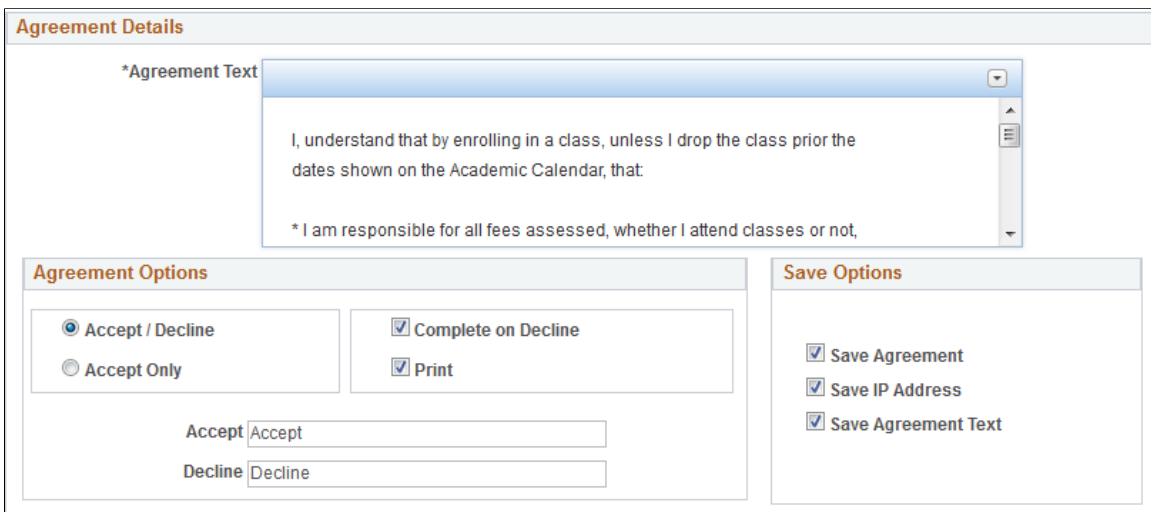 Agreement Details
*Agreement Text
I, understand that by enrolling in a class, unless I drop the class prior the
dates shown on the Academic Calendar, that:
* I am responsible for all fees assessed, whether I attend classes or not,
Agreement Options
Accept / Decline
Accept Only
Complete on Decline
Print
Accept Accept
Decline Decline
Save Options
Save Agreement
Save IP Address
Save Agreement Text